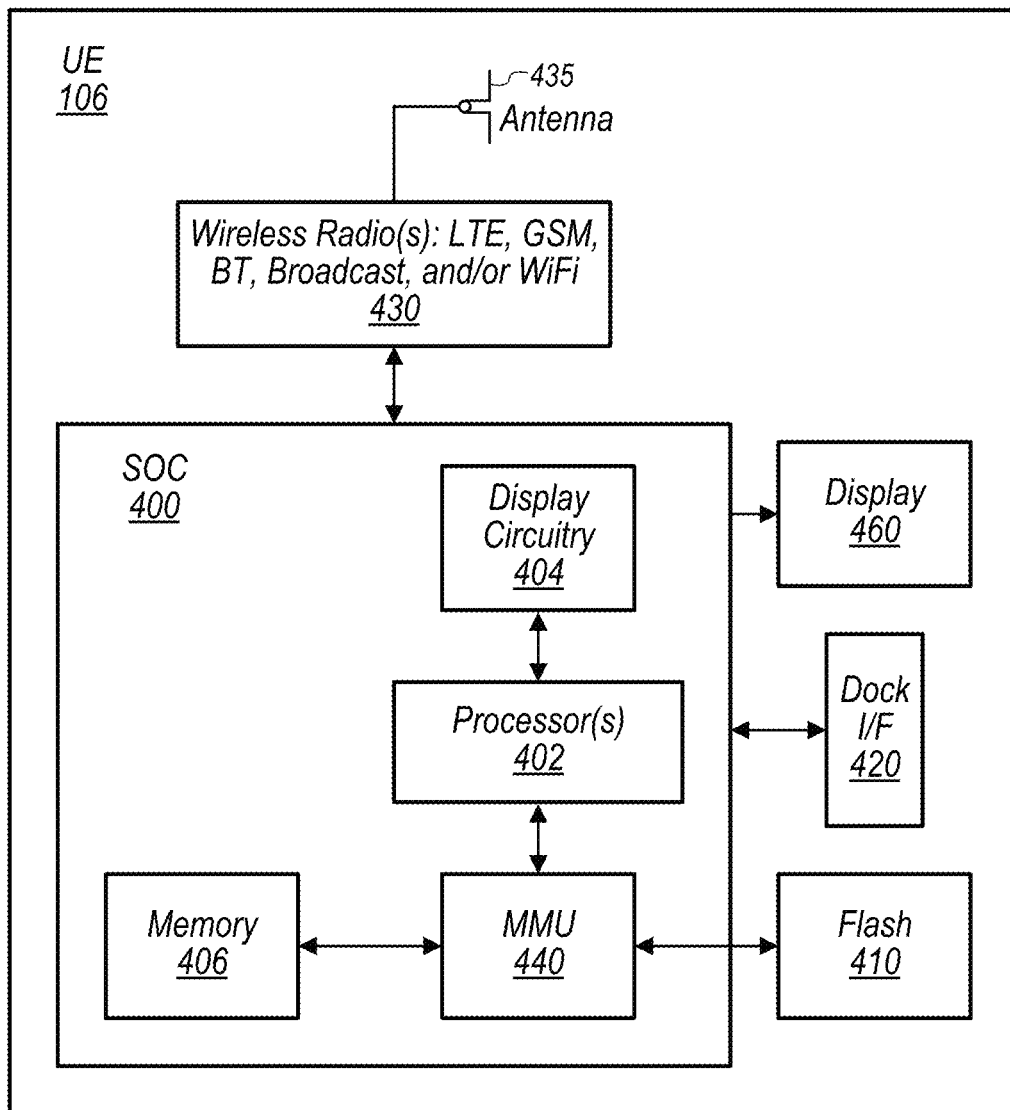 UE
106
435
Antenna
Wireless Radio(s): LTE, GSM,
BT, Broadcast, and/or WiFi
430
SOC
400
Display
Circuitry
404
Display
460
Processor(s)
402
Dock
I/F
420
Memory
406
MMU
440
Flash
410